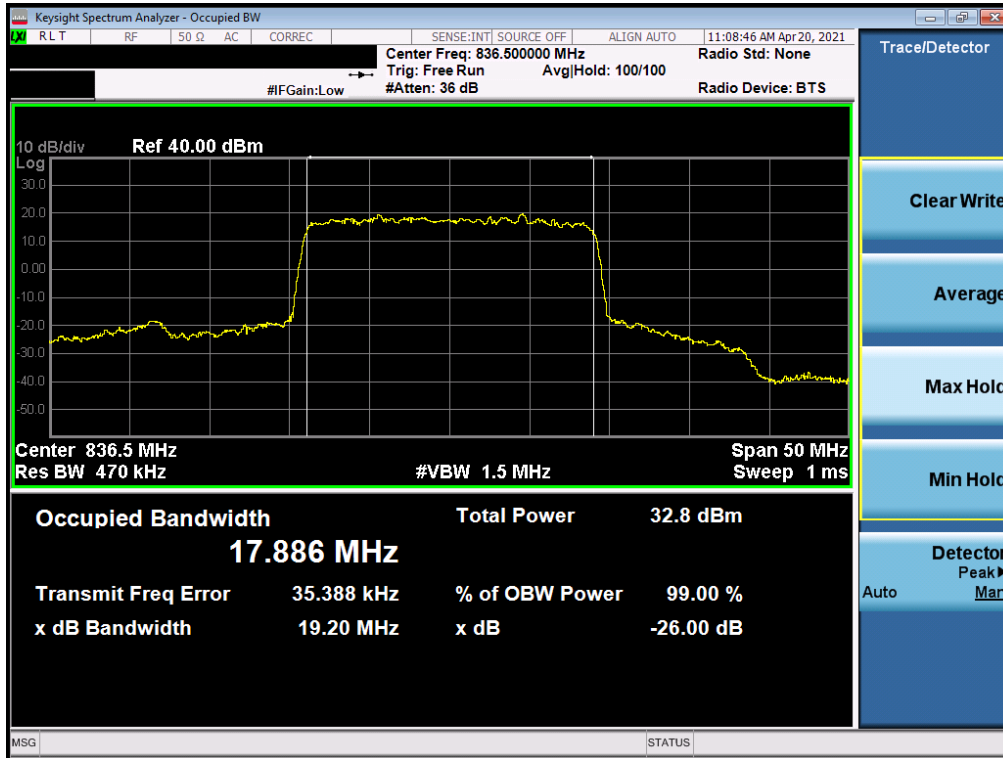 Keysight Spectrum Analyzer - Occupied BW
LXI RLT RF 50 Ω AC CORREC SENSE:INT SOURCE OFF ALIGN AUTO 11:08:46 AM Apr 20, 2021
Center Freq: 836.500000 MHz Radio Std: None
Trig: Free Run Avg|Hold: 100/100
#IFGain:Low #Atten: 36 dB Radio Device: BTS
10 dB/div Ref 40.00 dBm
Log
30.0
20.0
10.0
0.00
-10.0
-20.0
-30.0
-40.0
-50.0
Center 836.5 MHz Span 50 MHz
Res BW 470 kHz #VBW 1.5 MHz Sweep 1 ms
Occupied Bandwidth Total Power 32.8 dBm
17.886 MHz
Transmit Freq Error 35.388 kHz % of OBW Power 99.00 %
x dB Bandwidth 19.20 MHz x dB -26.00 dB
MSG STATUS
Trace/Detector
Clear Write
Average
Max Hold
Min Hold
Detector
Peak▶
Auto Man